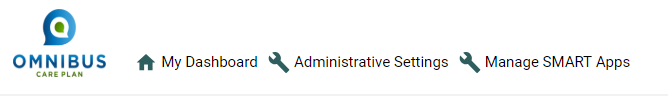 OMNIBUS
CARE PLAN
My Dashboard Administrative Settings Manage SMART Apps